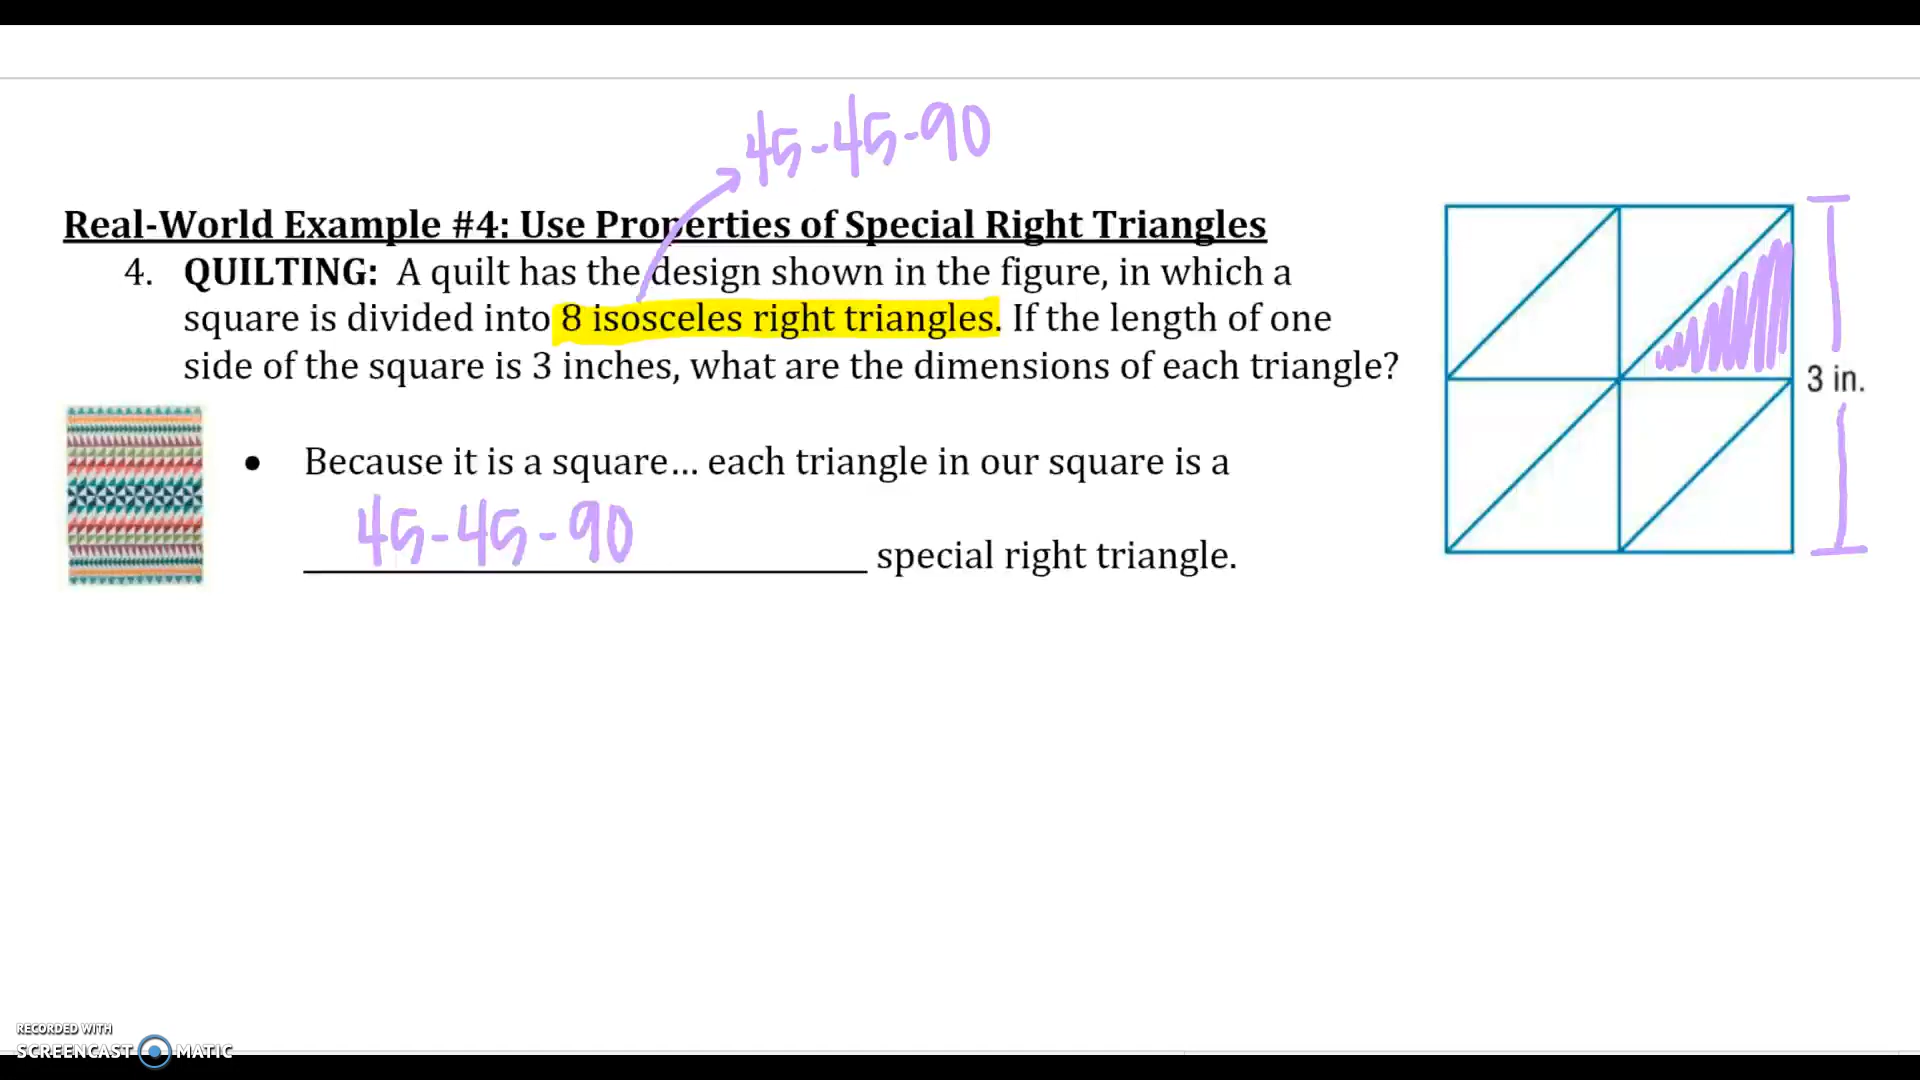 45-45-90
Real-World Example #4: Use Properties of Special Right Triangles
4. QUILTING: A quilt has the design shown in the figure, in which a
square is divided into 8 isosceles right triangles. If the length of one
side of the square is 3 inches, what are the dimensions of each triangle?
3 in.
• Because it is a square... each triangle in our square is a
45-45-90 special right triangle.
RECORDED WITH
SCREENCAST MATIC